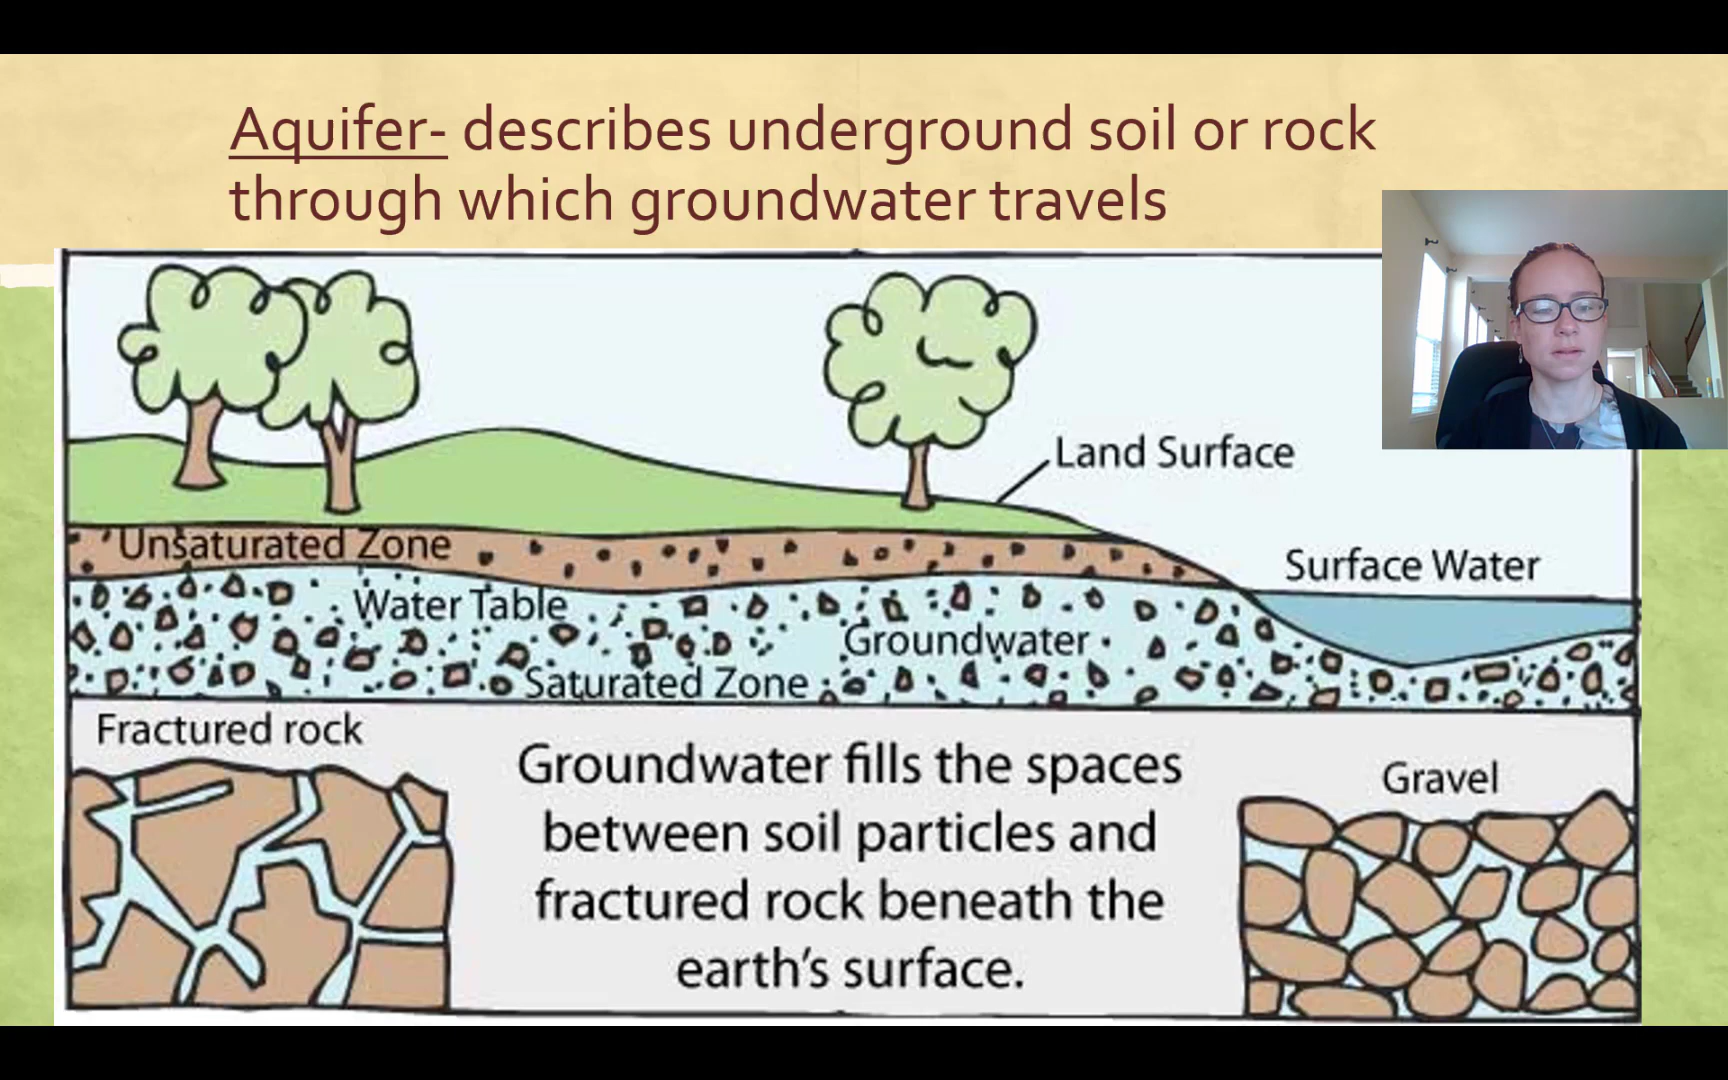 Aquifer- describes underground soil or rock
through which groundwater travels
Land Surface
Unsaturated Zone
Surface Water
Water Table
Groundwater
Saturated Zone
Fractured rock
Groundwater fills the spaces
between soil particles and
fractured rock beneath the
earth's surface.
Gravel